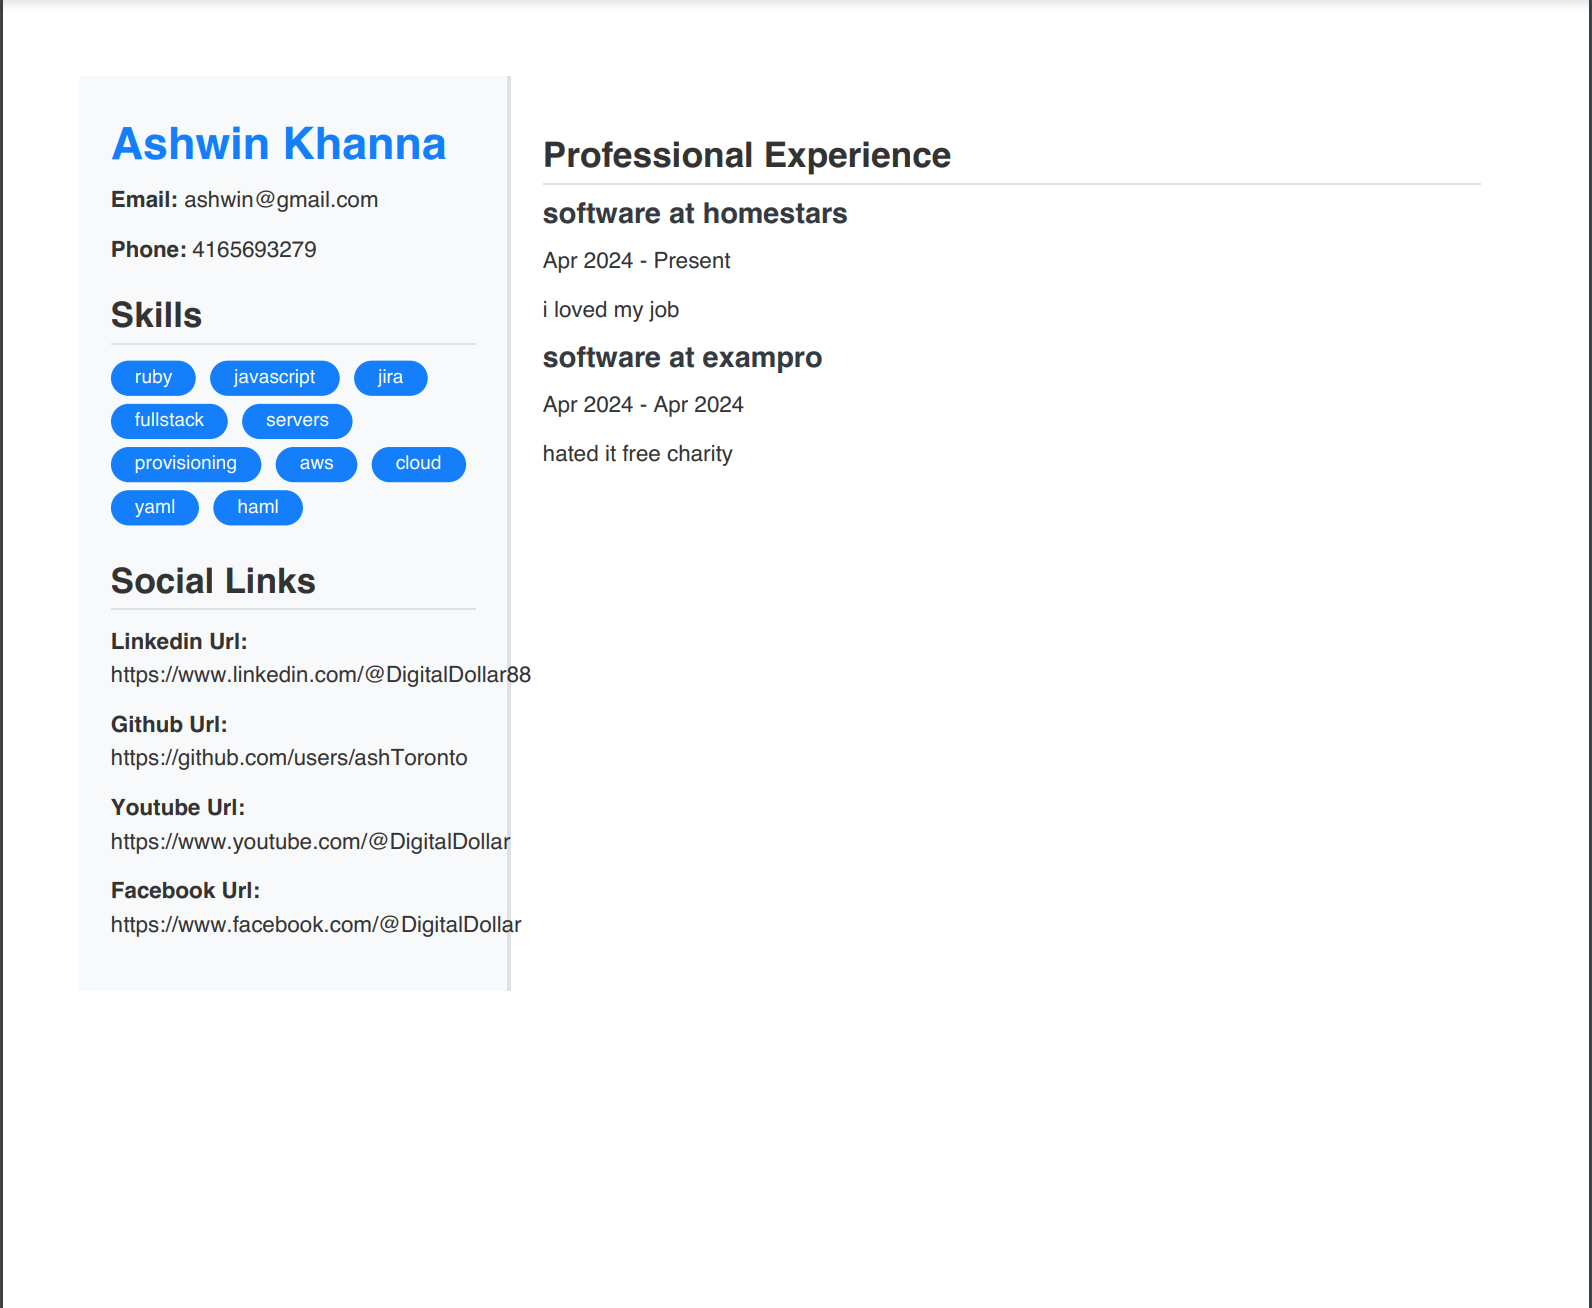 Ashwin Khanna
Email: ashwin@gmail.com
Phone: 4165693279
Skills
ruby javascript jira
fullstack servers
provisioning aws cloud
yaml haml
Social Links
Linkedin Url:
https://www.linkedin.com/@DigitalDollar88
Github Url:
https://github.com/users/ashToronto
Youtube Url:
https://www.youtube.com/@DigitalDollar
Facebook Url:
https://www.facebook.com/@DigitalDollar
Professional Experience
software at homestars
Apr 2024 - Present
i loved my job
software at exampro
Apr 2024 - Apr 2024
hated it free charity